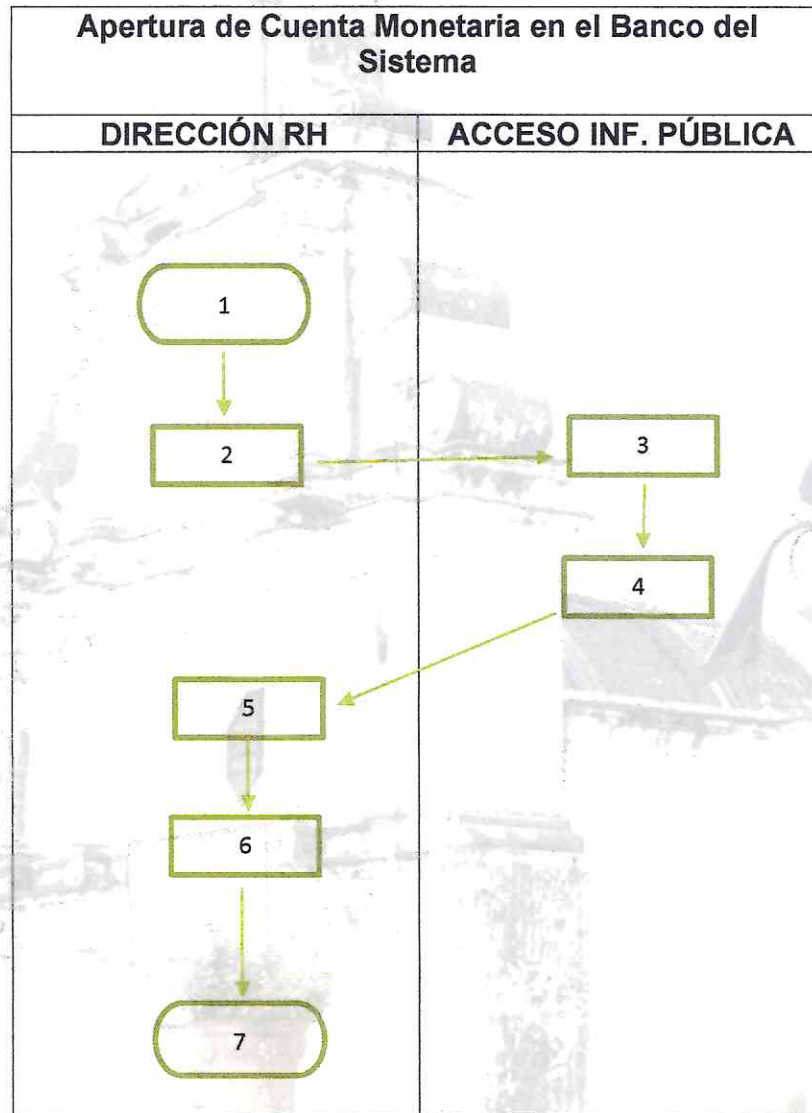 Apertura de Cuenta Monetaria en el Banco del
Sistema
DIRECCIÓN RH
ACCESO INF. PÚBLICA
1
2
3
4
5
6
7